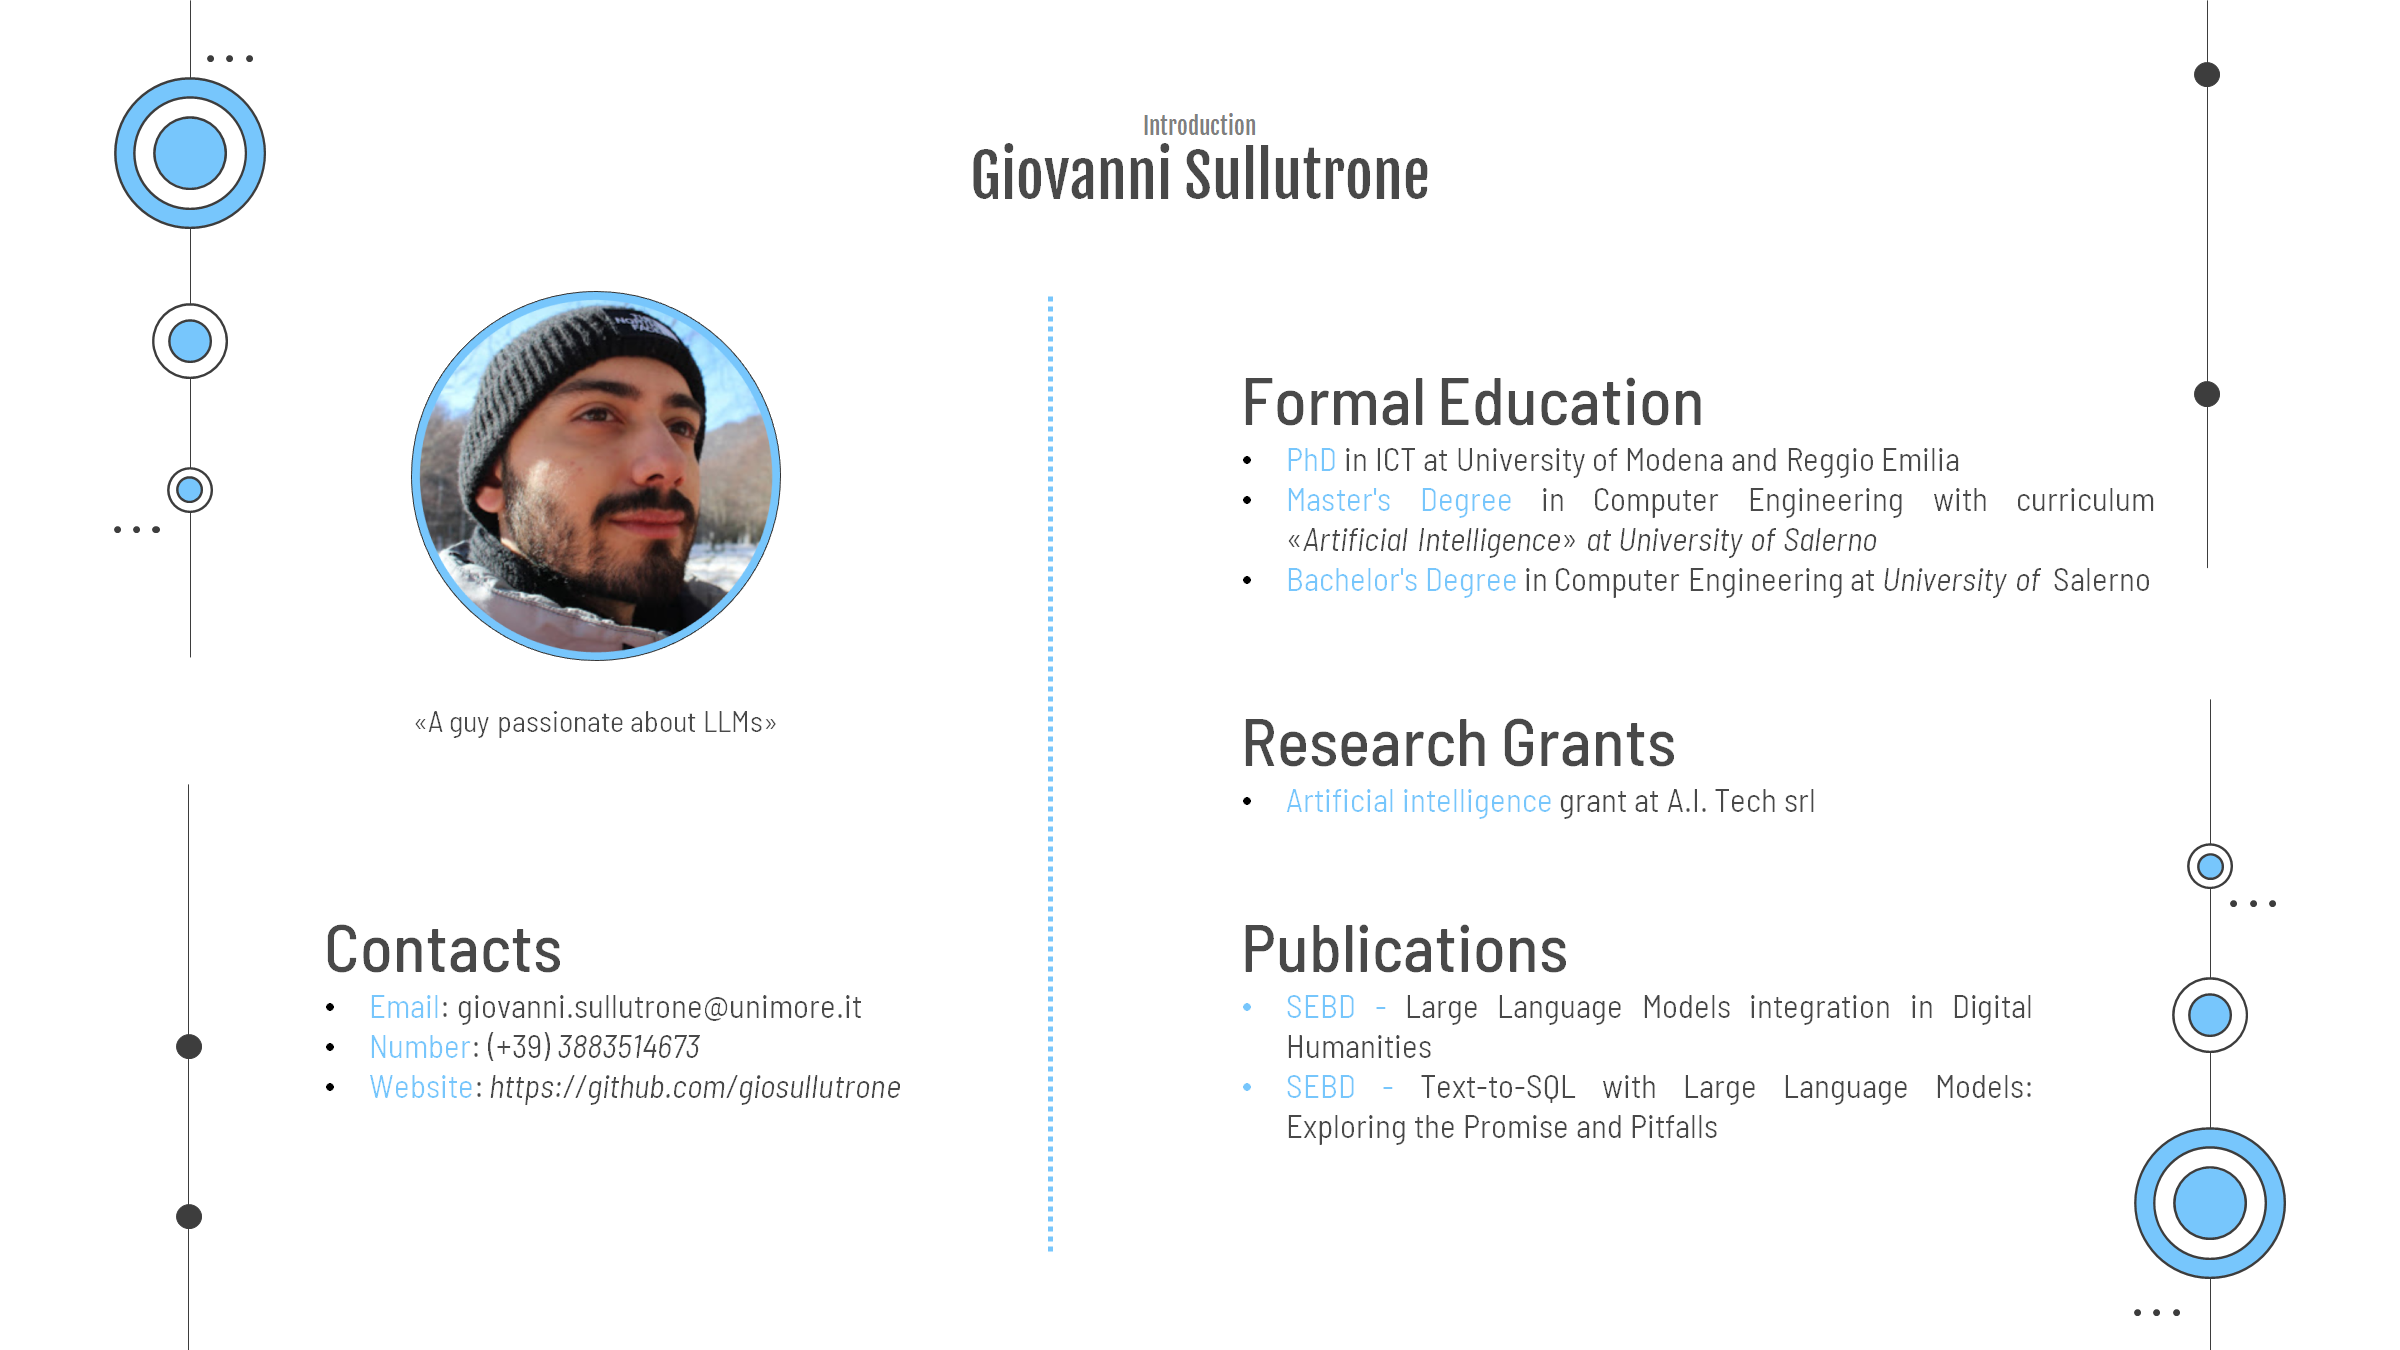 Introduction
Giovanni Sullutrone
THE
NORTH
FACE
«A guy passionate about LLMs»
Contacts
• Email: giovanni.sullutrone@unimore.it
• Number: (+39) 3883514673
• Website: https://github.com/giosullutrone
Formal Education
• PhD in ICT at University of Modena and Reggio Emilia
• Master's Degree in Computer Engineering with curriculum
«Artificial Intelligence» at University of Salerno
• Bachelor's Degree in Computer Engineering at University of Salerno
Research Grants
• Artificial intelligence grant at A.I. Tech srl
Publications
• SEBD - Large Language Models integration in Digital
Humanities
• SEBD - Text-to-SQL with Large Language Models:
Exploring the Promise and Pitfalls